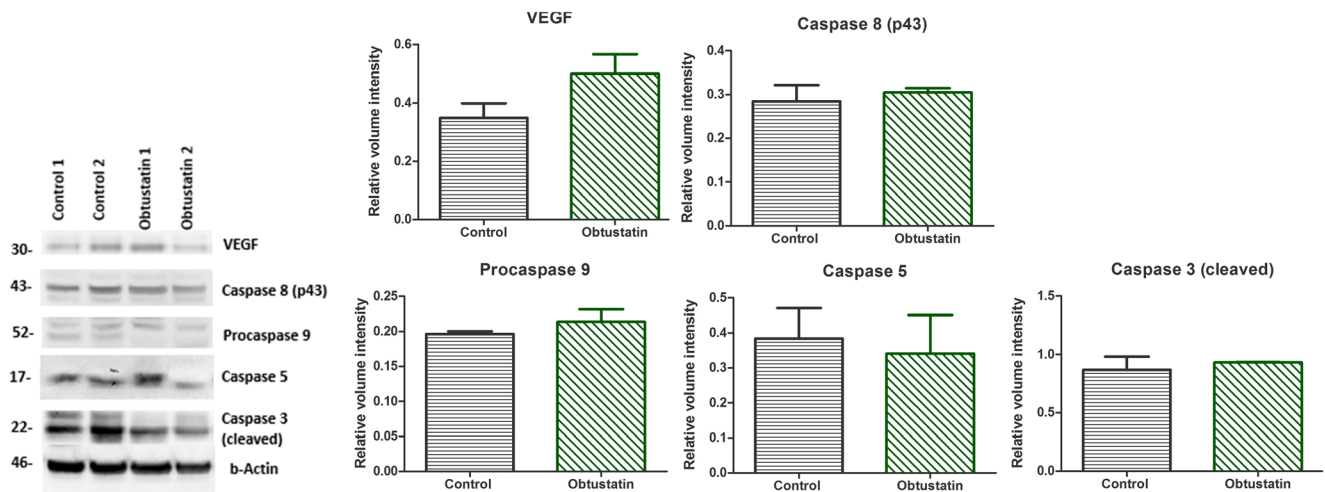 Control 1
Control 2
Obtustatin 1
Obtustatin 2
30-
VEGF
43-
Caspase 8 (p43)
52-
Procaspase 9
17-
Caspase 5
22-
Caspase 3
(cleaved)
46-
b-Actin
VEGF
Relative volume intensity
0.6
0.4
0.2
0.0
Control
Obtustatin
Caspase 8 (p43)
Relative volume intensity
0.4
0.3
0.2
0.1
0.0
Control
Obtustatin
Procaspase 9
Relative volume intensity
0.25
0.20
0.15
0.10
0.05
0.00
Control
Obtustatin
Caspase 5
Relative volume intensity
0.5
0.4
0.3
0.2
0.1
0.0
Control
Obtustatin
Caspase 3 (cleaved)
Relative volume intensity
1.5
1.0
0.5
0.0
Control
Obtustatin